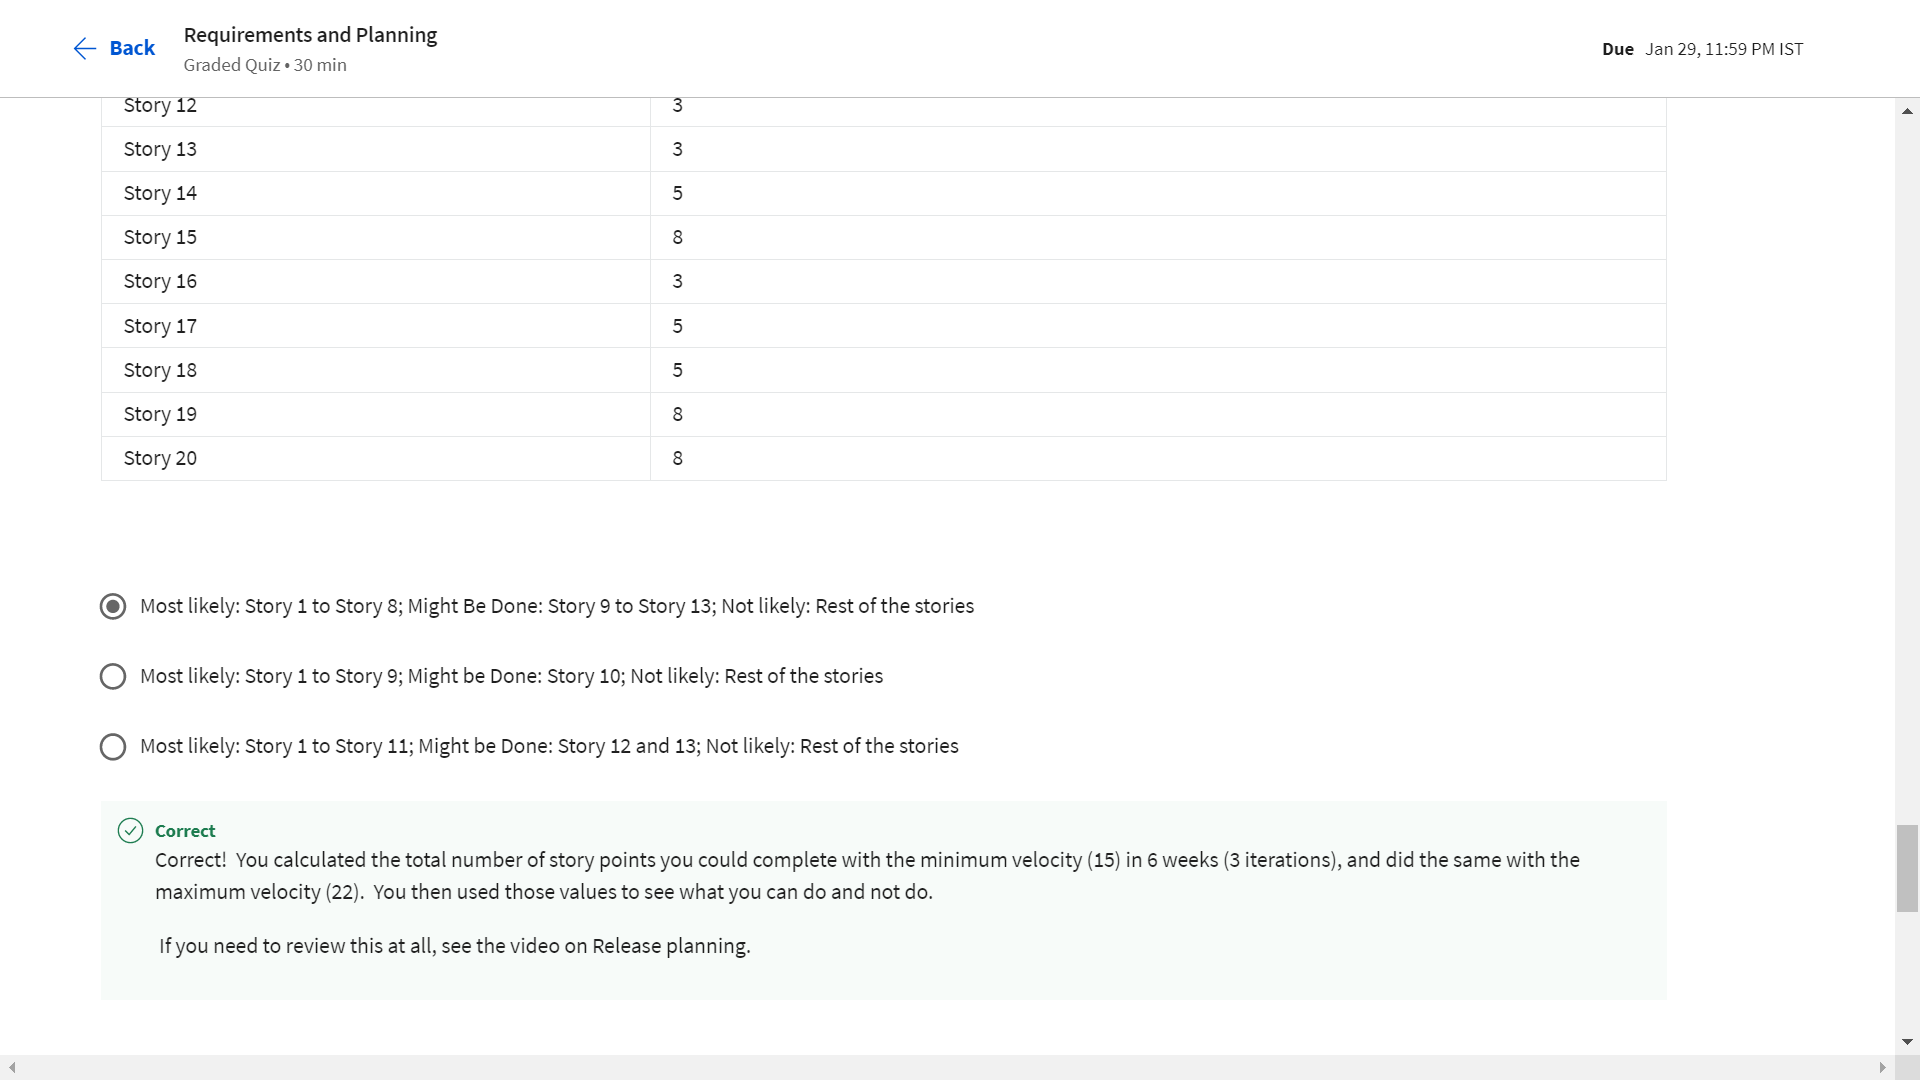 Back
Requirements and Planning
Graded Quiz • 30 min
Due Jan 29, 11:59 PM IST
Story 12 3
Story 13 3
Story 14 5
Story 15 8
Story 16 3
Story 17 5
Story 18 5
Story 19 8
Story 20 8
Most likely: Story 1 to Story 8; Might Be Done: Story 9 to Story 13; Not likely: Rest of the stories
Most likely: Story 1 to Story 9; Might be Done: Story 10; Not likely: Rest of the stories
Most likely: Story 1 to Story 11; Might be Done: Story 12 and 13; Not likely: Rest of the stories
Correct
Correct! You calculated the total number of story points you could complete with the minimum velocity (15) in 6 weeks (3 iterations), and did the same with the
maximum velocity (22). You then used those values to see what you can do and not do.
If you need to review this at all, see the video on Release planning.